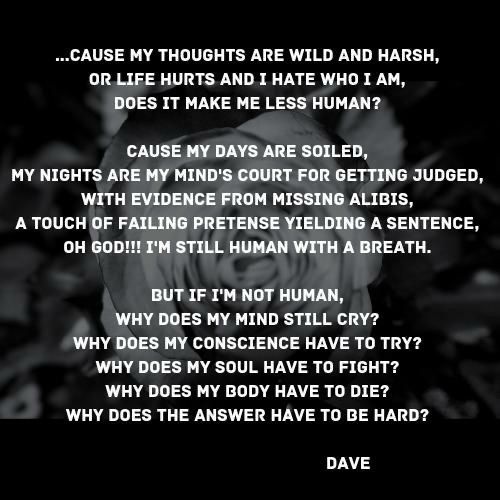 ...CAUSE MY THOUGHTS ARE WILD AND HARSH,
OR LIFE HURTS AND I HATE WHO I AM,
DOES IT MAKE ME LESS HUMAN?
CAUSE MY DAYS ARE SOILED,
MY NIGHTS ARE MY MIND'S COURT FOR GETTING JUDGED,
WITH EVIDENCE FROM MISSING ALIBIS,
A TOUCH OF FAILING PRETENSE YIELDING A SENTENCE,
OH GOD!!! I'M STILL HUMAN WITH A BREATH.
BUT IF I'M NOT HUMAN,
WHY DOES MY MIND STILL CRY?
WHY DOES MY CONSCIENCE HAVE TO TRY?
WHY DOES MY SOUL HAVE TO FIGHT?
WHY DOES MY BODY HAVE TO DIE?
WHY DOES THE ANSWER HAVE TO BE HARD?
DAVE